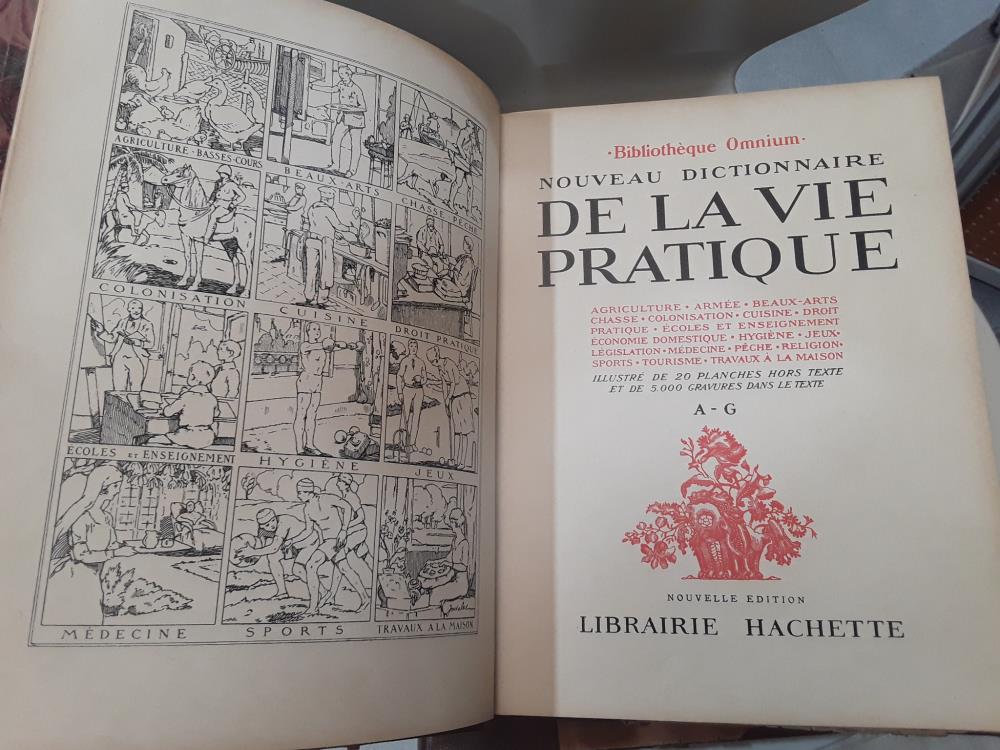 AGRICULTURE - BASSES-COURS
BEAUX-ARTS
CHASSE PÊCHE
COLONISATION
CUISINE
DROIT PRATIQUE
ÉCOLES ET ENSEIGNEMENT
HYGIÈNE
JEUX
MÉDECINE
SPORTS
TRAVAUX A LA MAISON
·Bibliothèque Omnium·
NOUVEAU DICTIONNAIRE
DE LA VIE
PRATIQUE
AGRICULTURE • ARMÉE • BEAUX-ARTS
CHASSE • COLONISATION • CUISINE • DROIT
PRATIQUE • ÉCOLES ET ENSEIGNEMENT
ÉCONOMIE DOMESTIQUE • HYGIÈNE • JEUX•
LÉGISLATION • MÉDECINE • PÊCHE • RELIGION•
SPORTS • TOURISME • TRAVAUX À LA MAISON
ILLUSTRÉ DE 20 PLANCHES HORS TEXTE
ET DE 5.000 GRAVURES DANS LE TEXTE
A - G
NOUVELLE EDITION
LIBRAIRIE HACHETTE